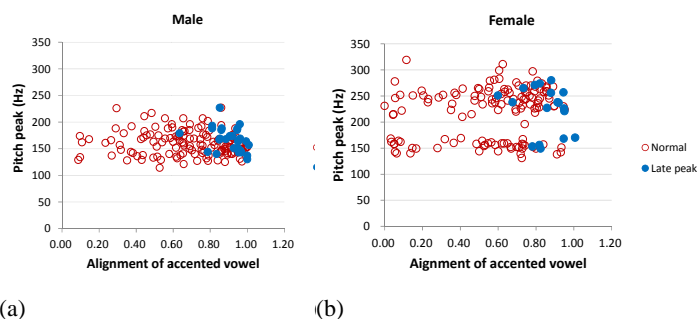 Male
350
300
250
200
150
100
50
0
Pitch peak (Hz)
0.00 0.20 0.40 0.60 0.80 1.00 1.20
Alignment of accented vowel
(a)
Female
350
300
250
200
150
100
50
0
Pitch peak (Hz)
0.00 0.20 0.40 0.60 0.80 1.00 1.20
Aignment of accented vowel
Normal
Late peak
(b)